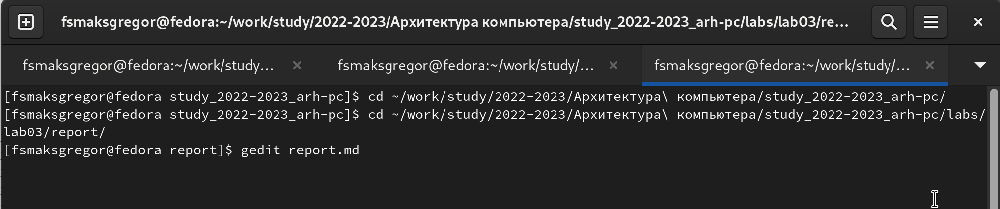 fsmaksgregor@fedora:~/work/study/2022-2023/Архитектура компьютера/study_2022-2023_arh-pc/labs/lab03/re...
fsmaksgregor@fedora:~/work/study... fsmaksgregor@fedora:~/work/study/... fsmaksgregor@fedora:~/work/study/...
[fsmaksgregor@fedora study_2022-2023_arh-pc]$ cd ~/work/study/2022-2023/Архитектура\ компьютера/study_2022-2023_arh-pc/
[fsmaksgregor@fedora study_2022-2023_arh-pc]$ cd ~/work/study/2022-2023/Архитектура\ компьютера/study_2022-2023_arh-pc/labs/
lab03/report/
[fsmaksgregor@fedora report]$ gedit report.md